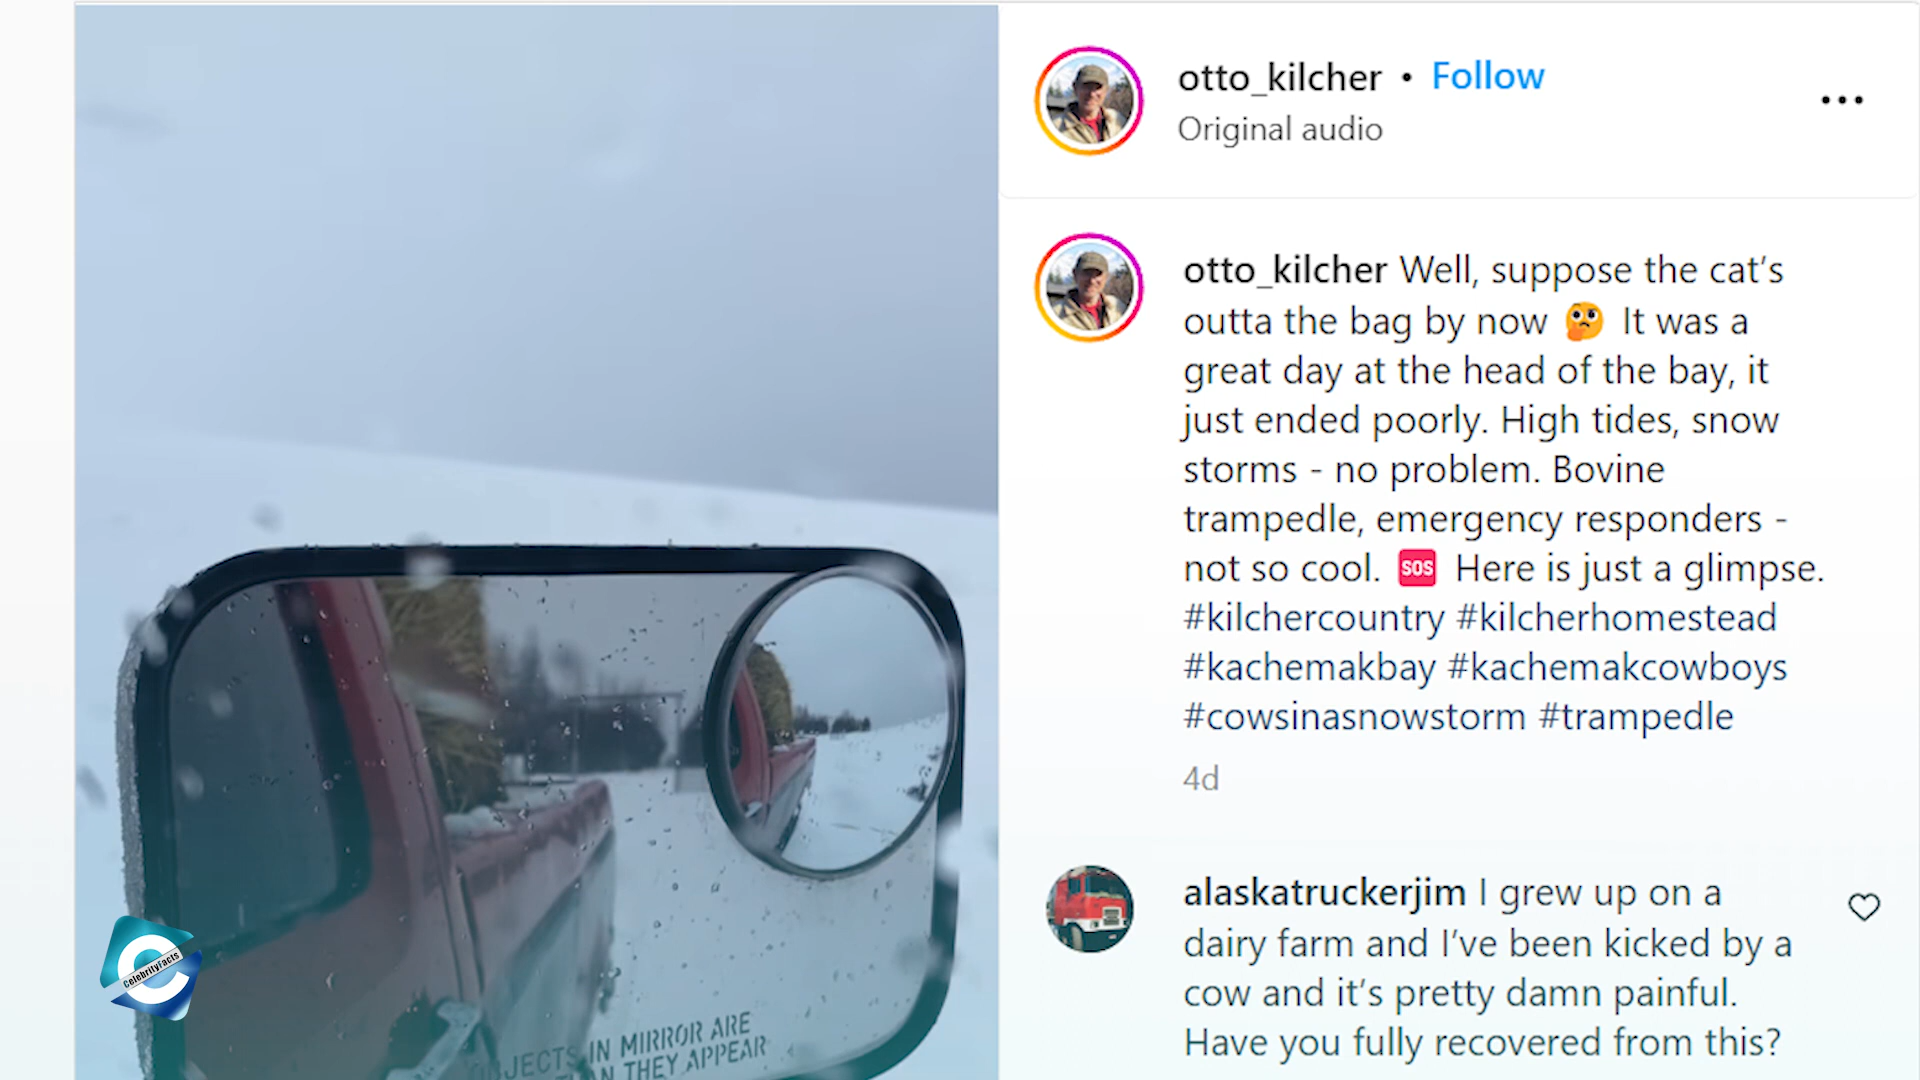 otto_kilcher • Follow
Original audio
otto_kilcher Well, suppose the cat's
outta the bag by now 🤔 It was a
great day at the head of the bay, it
just ended poorly. High tides, snow
storms - no problem. Bovine
trampedle, emergency responders -
not so cool. 🆘 Here is just a glimpse.
#kilchercountry #kilcherhomestead
#kachemakbay #kachemakcowboys
#cowsinasnowstorm #trampedle
4d
alaskatruckerjim I grew up on a
dairy farm and I've been kicked by a
cow and it's pretty damn painful.
Have you fully recovered from this?
CelebrityFacts
IN MIRROR ARE
THEY APPEAR